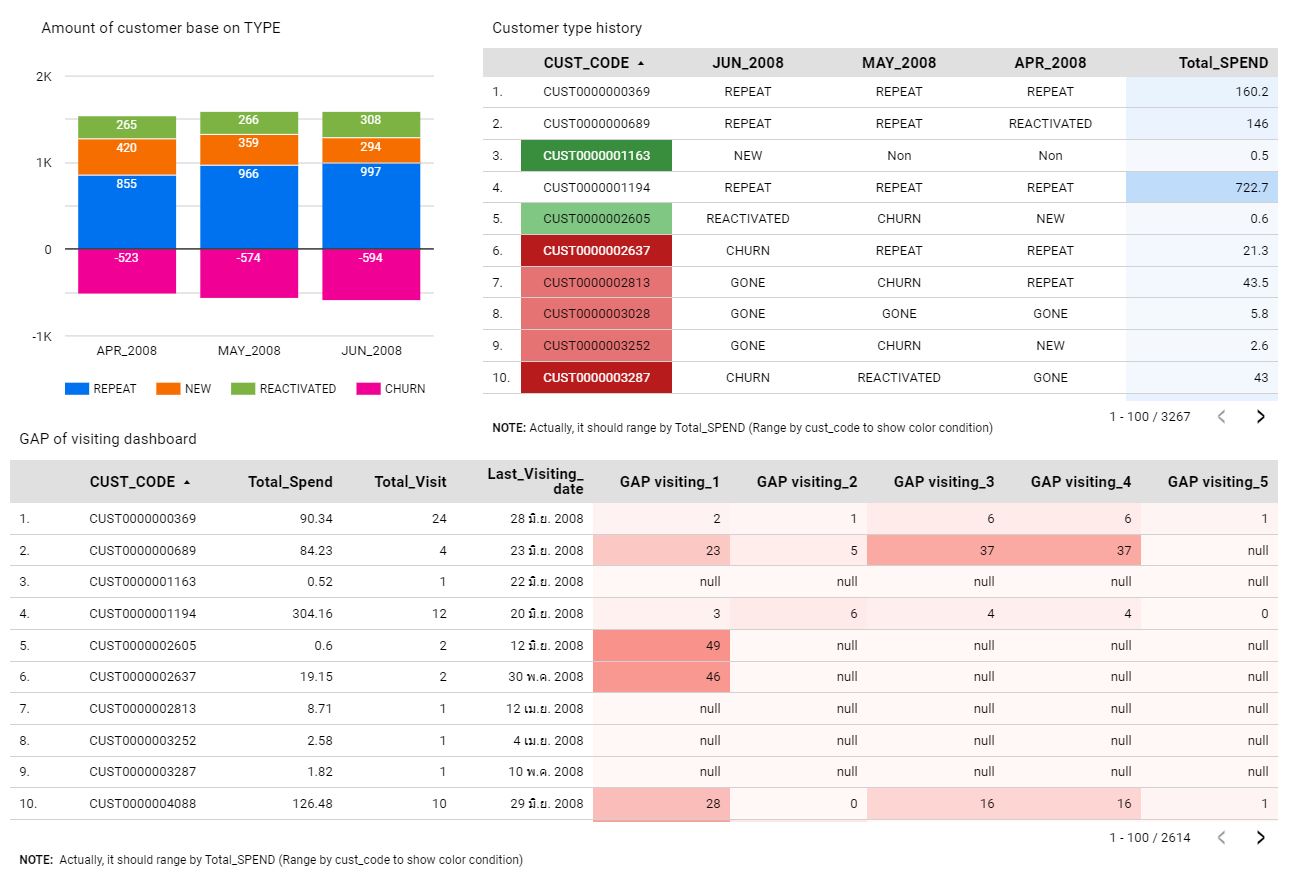 Amount of customer base on TYPE
2K
1K
0
-1K
265
266
308
420
359
294
855
966
997
-523
-574
-594
APR_2008 MAY_2008 JUN_2008
REPEAT NEW REACTIVATED CHURN
Customer type history
CUST_CODE JUN_2008 MAY_2008 APR_2008 Total_SPEND
1. CUST0000000369 REPEAT REPEAT REPEAT 160.2
2. CUST0000000689 REPEAT REPEAT REACTIVATED 146
3. CUST0000001163 NEW Non Non 0.5
4. CUST0000001194 REPEAT REPEAT REPEAT 722.7
5. CUST0000002605 REACTIVATED CHURN NEW 0.6
6. CUST0000002637 CHURN REPEAT REPEAT 21.3
7. CUST0000002813 GONE CHURN REPEAT 43.5
8. CUST0000003028 GONE GONE GONE 5.8
9. CUST0000003252 GONE CHURN NEW 2.6
10. CUST0000003287 CHURN REACTIVATED GONE 43
1 - 100 / 3267
NOTE: Actually, it should range by Total_SPEND (Range by cust_code to show color condition)
GAP of visiting dashboard
CUST_CODE Total_Spend Total_Visit Last_Visiting_
date GAP visiting_1 GAP visiting_2 GAP visiting_3 GAP visiting_4 GAP visiting_5
1. CUST0000000369 90.34 24 28 มิ.ย. 2008 2 1 6 6 1
2. CUST0000000689 84.23 4 23 มิ.ย. 2008 23 5 37 37 null
3. CUST0000001163 0.52 1 22 มิ.ย. 2008 null null null null null
4. CUST0000001194 304.16 12 20 มิ.ย. 2008 3 6 4 4 0
5. CUST0000002605 0.6 2 12 มิ.ย. 2008 49 null null null null
6. CUST0000002637 19.15 2 30 พ.ค. 2008 46 null null null null
7. CUST0000002813 8.71 1 12 เม.ย. 2008 null null null null null
8. CUST0000003252 2.58 1 4 เม.ย. 2008 null null null null null
9. CUST0000003287 1.82 1 10 พ.ค. 2008 null null null null null
10. CUST0000004088 126.48 10 29 มิ.ย. 2008 28 0 16 16 1
1 - 100 / 2614
NOTE: Actually, it should range by Total_SPEND (Range by cust_code to show color condition)